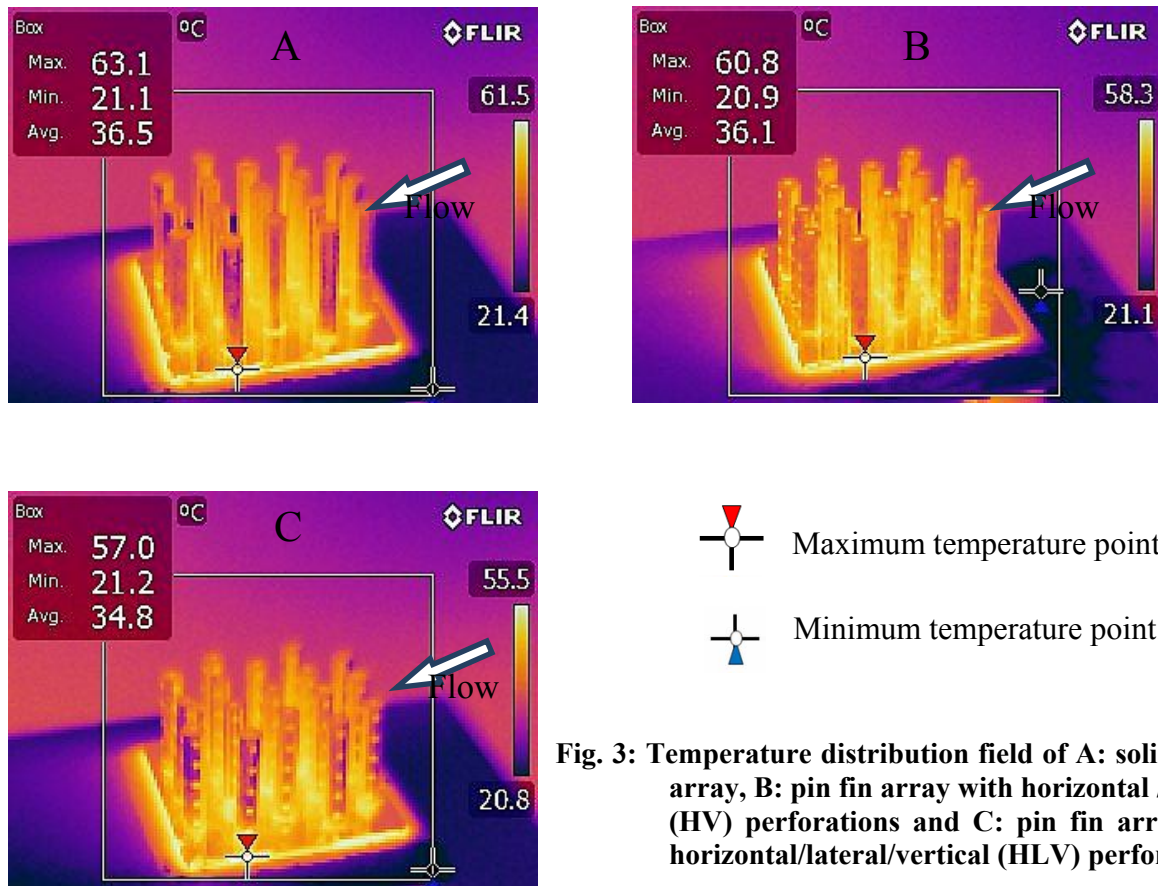 Box
°C
A
FLIR
Max. 63.1
Min. 21.1
Avg. 36.5
61.5
Flow
21.4
Box
°C
B
FLIR
Max. 60.8
Min. 20.9
Avg. 36.1
58.3
Flow
21.1
Box
°C
C
FLIR
Max. 57.0
Min. 21.2
Avg. 34.8
55.5
Flow
20.8
Maximum temperature point
Minimum temperature point
Fig. 3: Temperature distribution field of A: soli
array, B: pin fin array with horizontal
(HV) perforations and C: pin fin arr
horizontal/lateral/vertical (HLV) perfo